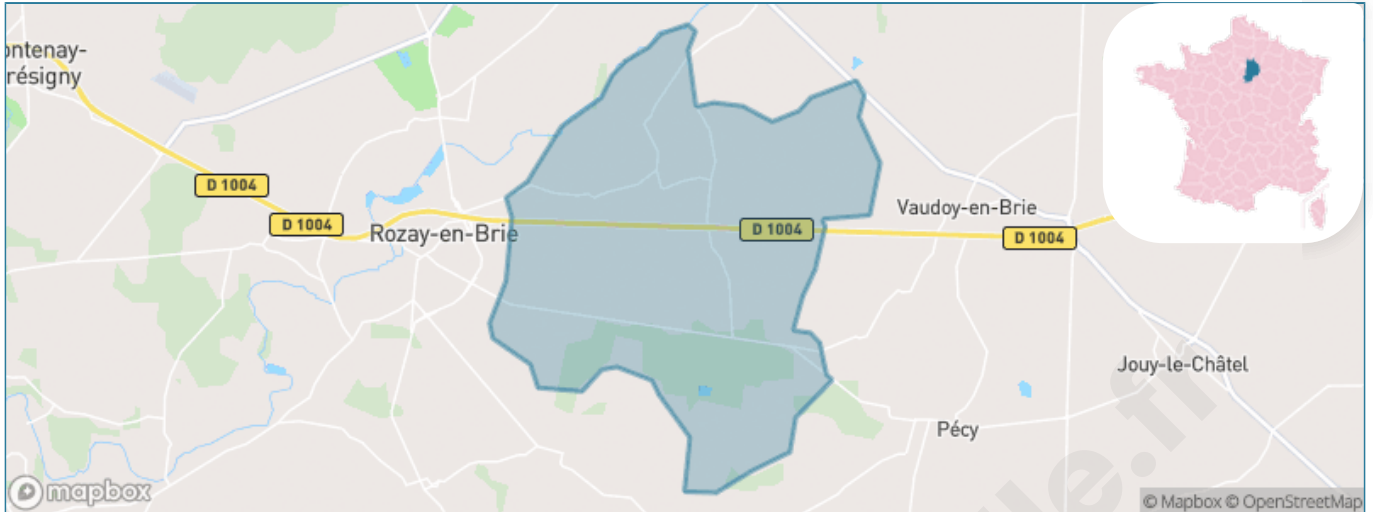 ontenay-
résigny
D 1004
D 1004
Rozay-en-Brie
D 1004
Vaudoy-en-Brie
D 1004
Jouy-le-Châtel
Pécy
mapbox
© Mapbox © OpenStreetMap